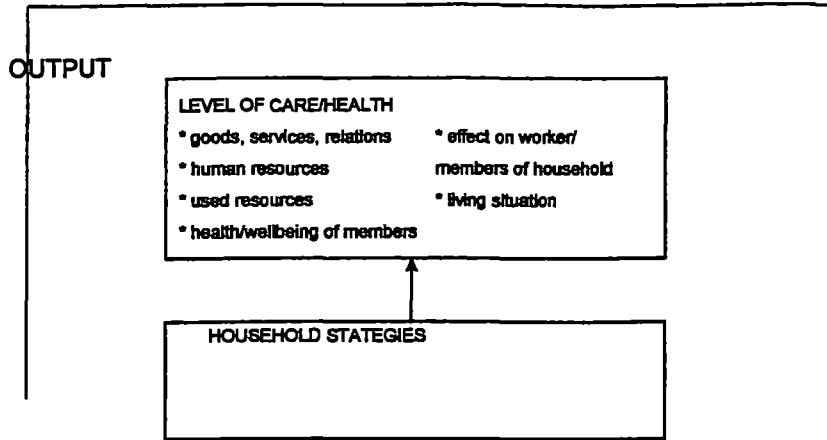 OUTPUT
LEVEL OF CARE/HEALTH
* goods, services, relations
* human resources
* used resources
* health/wellbeing of members
* effect on worker/
members of household
* living situation
HOUSEHOLD STATEGIES